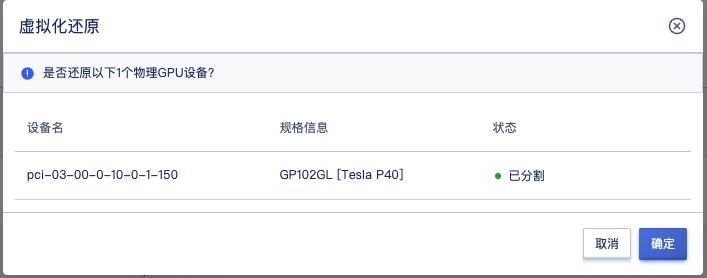 虚拟化还原
是否还原以下1个物理GPU设备?
设备名 规格信息 状态
pci-03-00-0-10-0-1-150 GP102GL [Tesla P40] 已分割
取消 确定